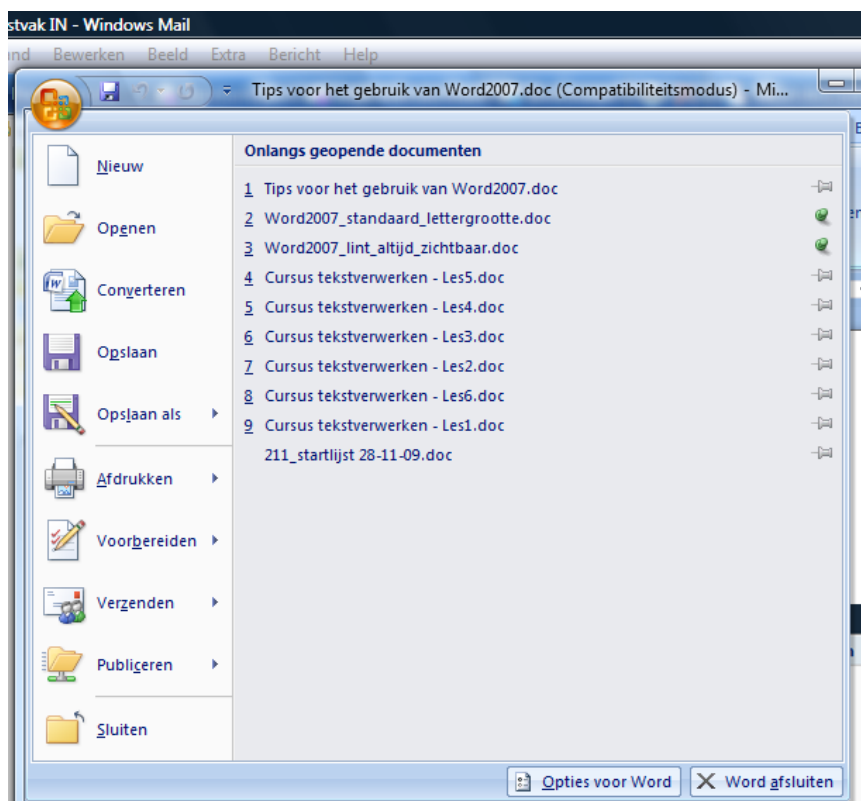 stvak IN - Windows Mail
Bewerken Beeld Extra Bericht Help
Tips voor het gebruik van Word2007.doc (Compatibiliteitsmodus) - Mi...
Nieuw
Openen
Converteren
Opslaan
Opslaan als
Afdrukken
Voorbereiden
Verzenden
Publiceren
Sluiten
Onlangs geopende documenten
1 Tips voor het gebruik van Word2007.doc
2 Word2007_standaard_lettergrootte.doc
3 Word2007_lint_altijd_zichtbaar.doc
4 Cursus tekstverwerken - Les5.doc
5 Cursus tekstverwerken - Les4.doc
6 Cursus tekstverwerken - Les3.doc
7 Cursus tekstverwerken - Les2.doc
8 Cursus tekstverwerken - Les6.doc
9 Cursus tekstverwerken - Les1.doc
211_startlijst 28-11-09.doc
Opties voor Word
Word afsluiten